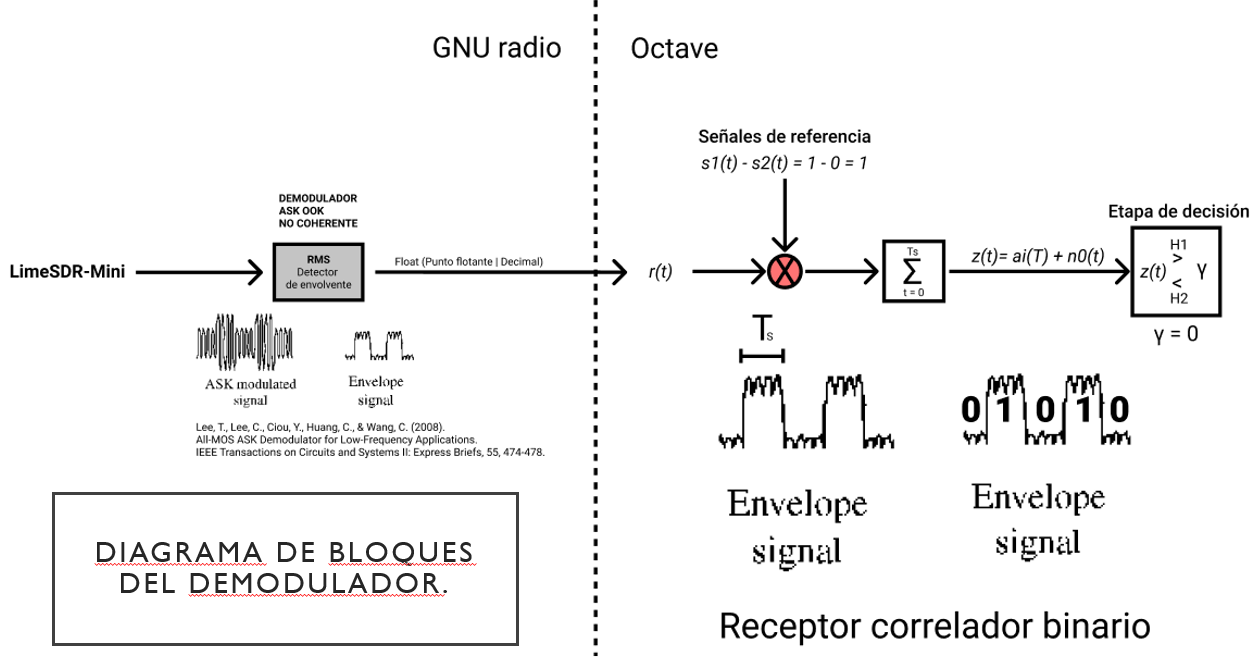 GNU radio
Octave
Señales de referencia
s1(t) - s2(t) = 1 - 0 = 1
DEMODULADOR
ASK OOK
NO COHERENTE
LimeSDR-Mini
RMS
Detector
de envolvente
Float (Punto flotante | Decimal)
r(t)
X
Ts
Σ
t = 0
z(t)= ai(T) + n0(t)
Etapa de decisión
H1
>
z(t) γ
<
H2
γ = 0
ASK modulated
signal
Envelope
signal
Lee, T., Lee, C., Ciou, Y., Huang, C., & Wang, C. (2008).
All-MOS ASK Demodulator for Low-Frequency Applications.
IEEE Transactions on Circuits and Systems II: Express Briefs, 55, 474-478.
Ts
0 1 0 1 0
Envelope
signal
Envelope
signal
DIAGRAMA DE BLOQUES
DEL DEMODULADOR.
Receptor correlador binario